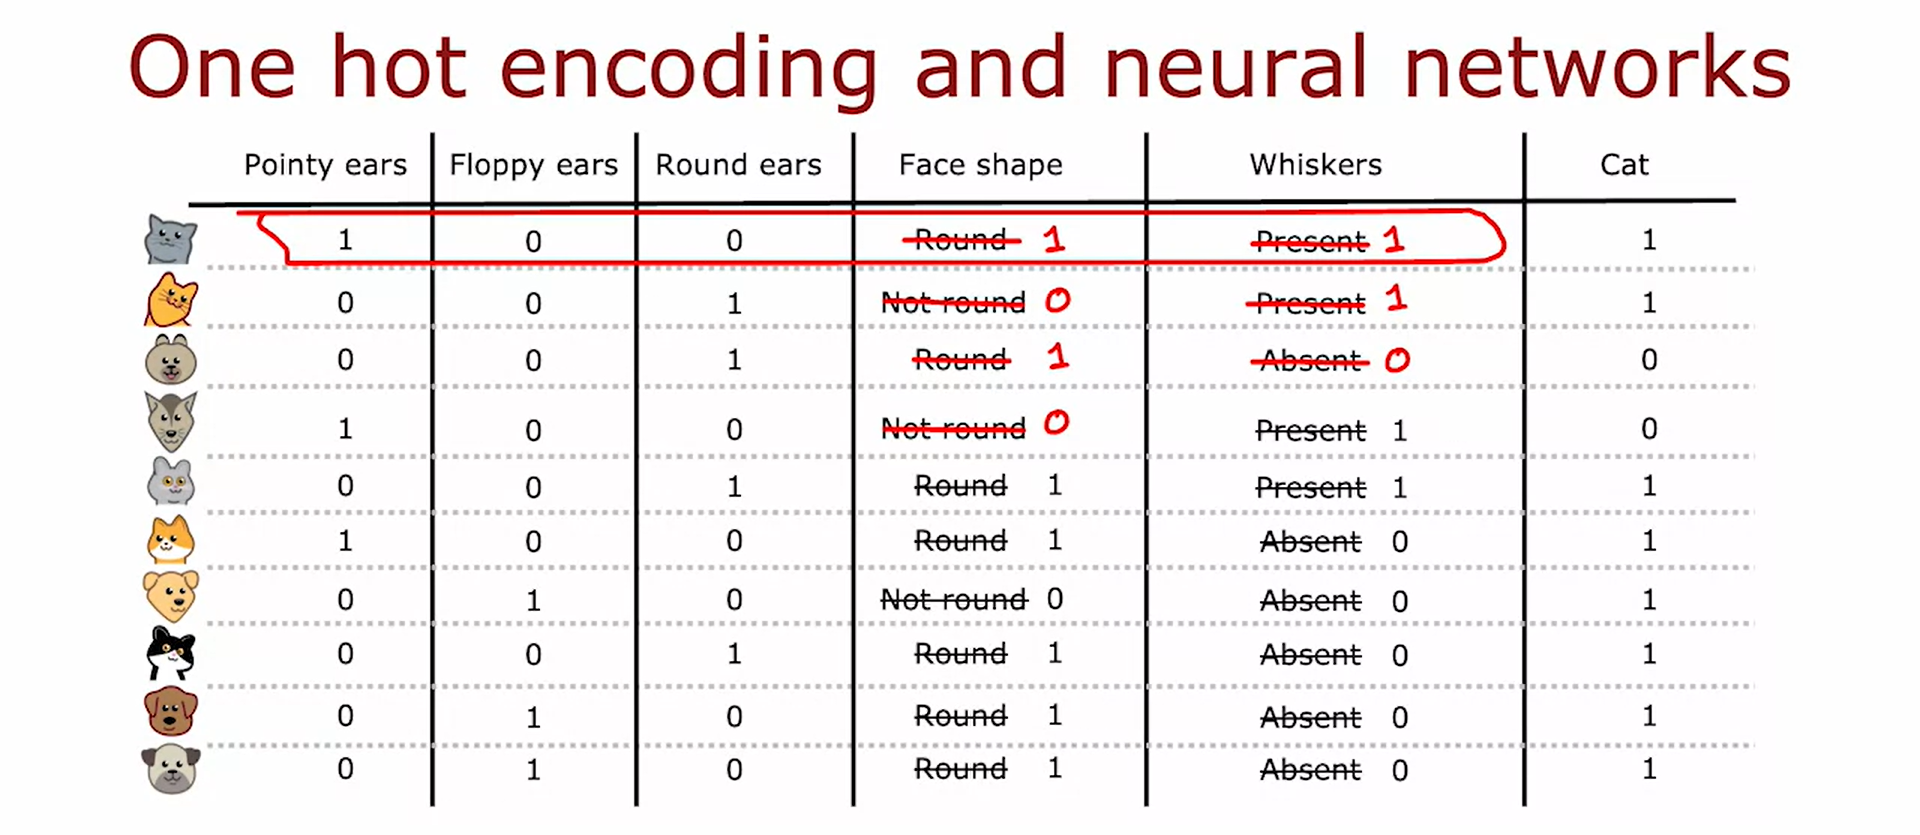 One hot encoding and neural networks
Pointy ears Floppy ears Round ears Face shape Whiskers Cat
1 0 0 Round 1 Present 1 1
0 0 1 Not round 0 Present 1 1
0 0 1 Round 1 Absent 0 0
1 0 0 Not round 0 Present 1 0
0 0 1 Round 1 Present 1 1
1 0 0 Round 1 Absent 0 1
0 1 0 Not round 0 Absent 0 1
0 0 1 Round 1 Absent 0 1
0 1 0 Round 1 Absent 0 1
0 1 0 Round 1 Absent 0 1